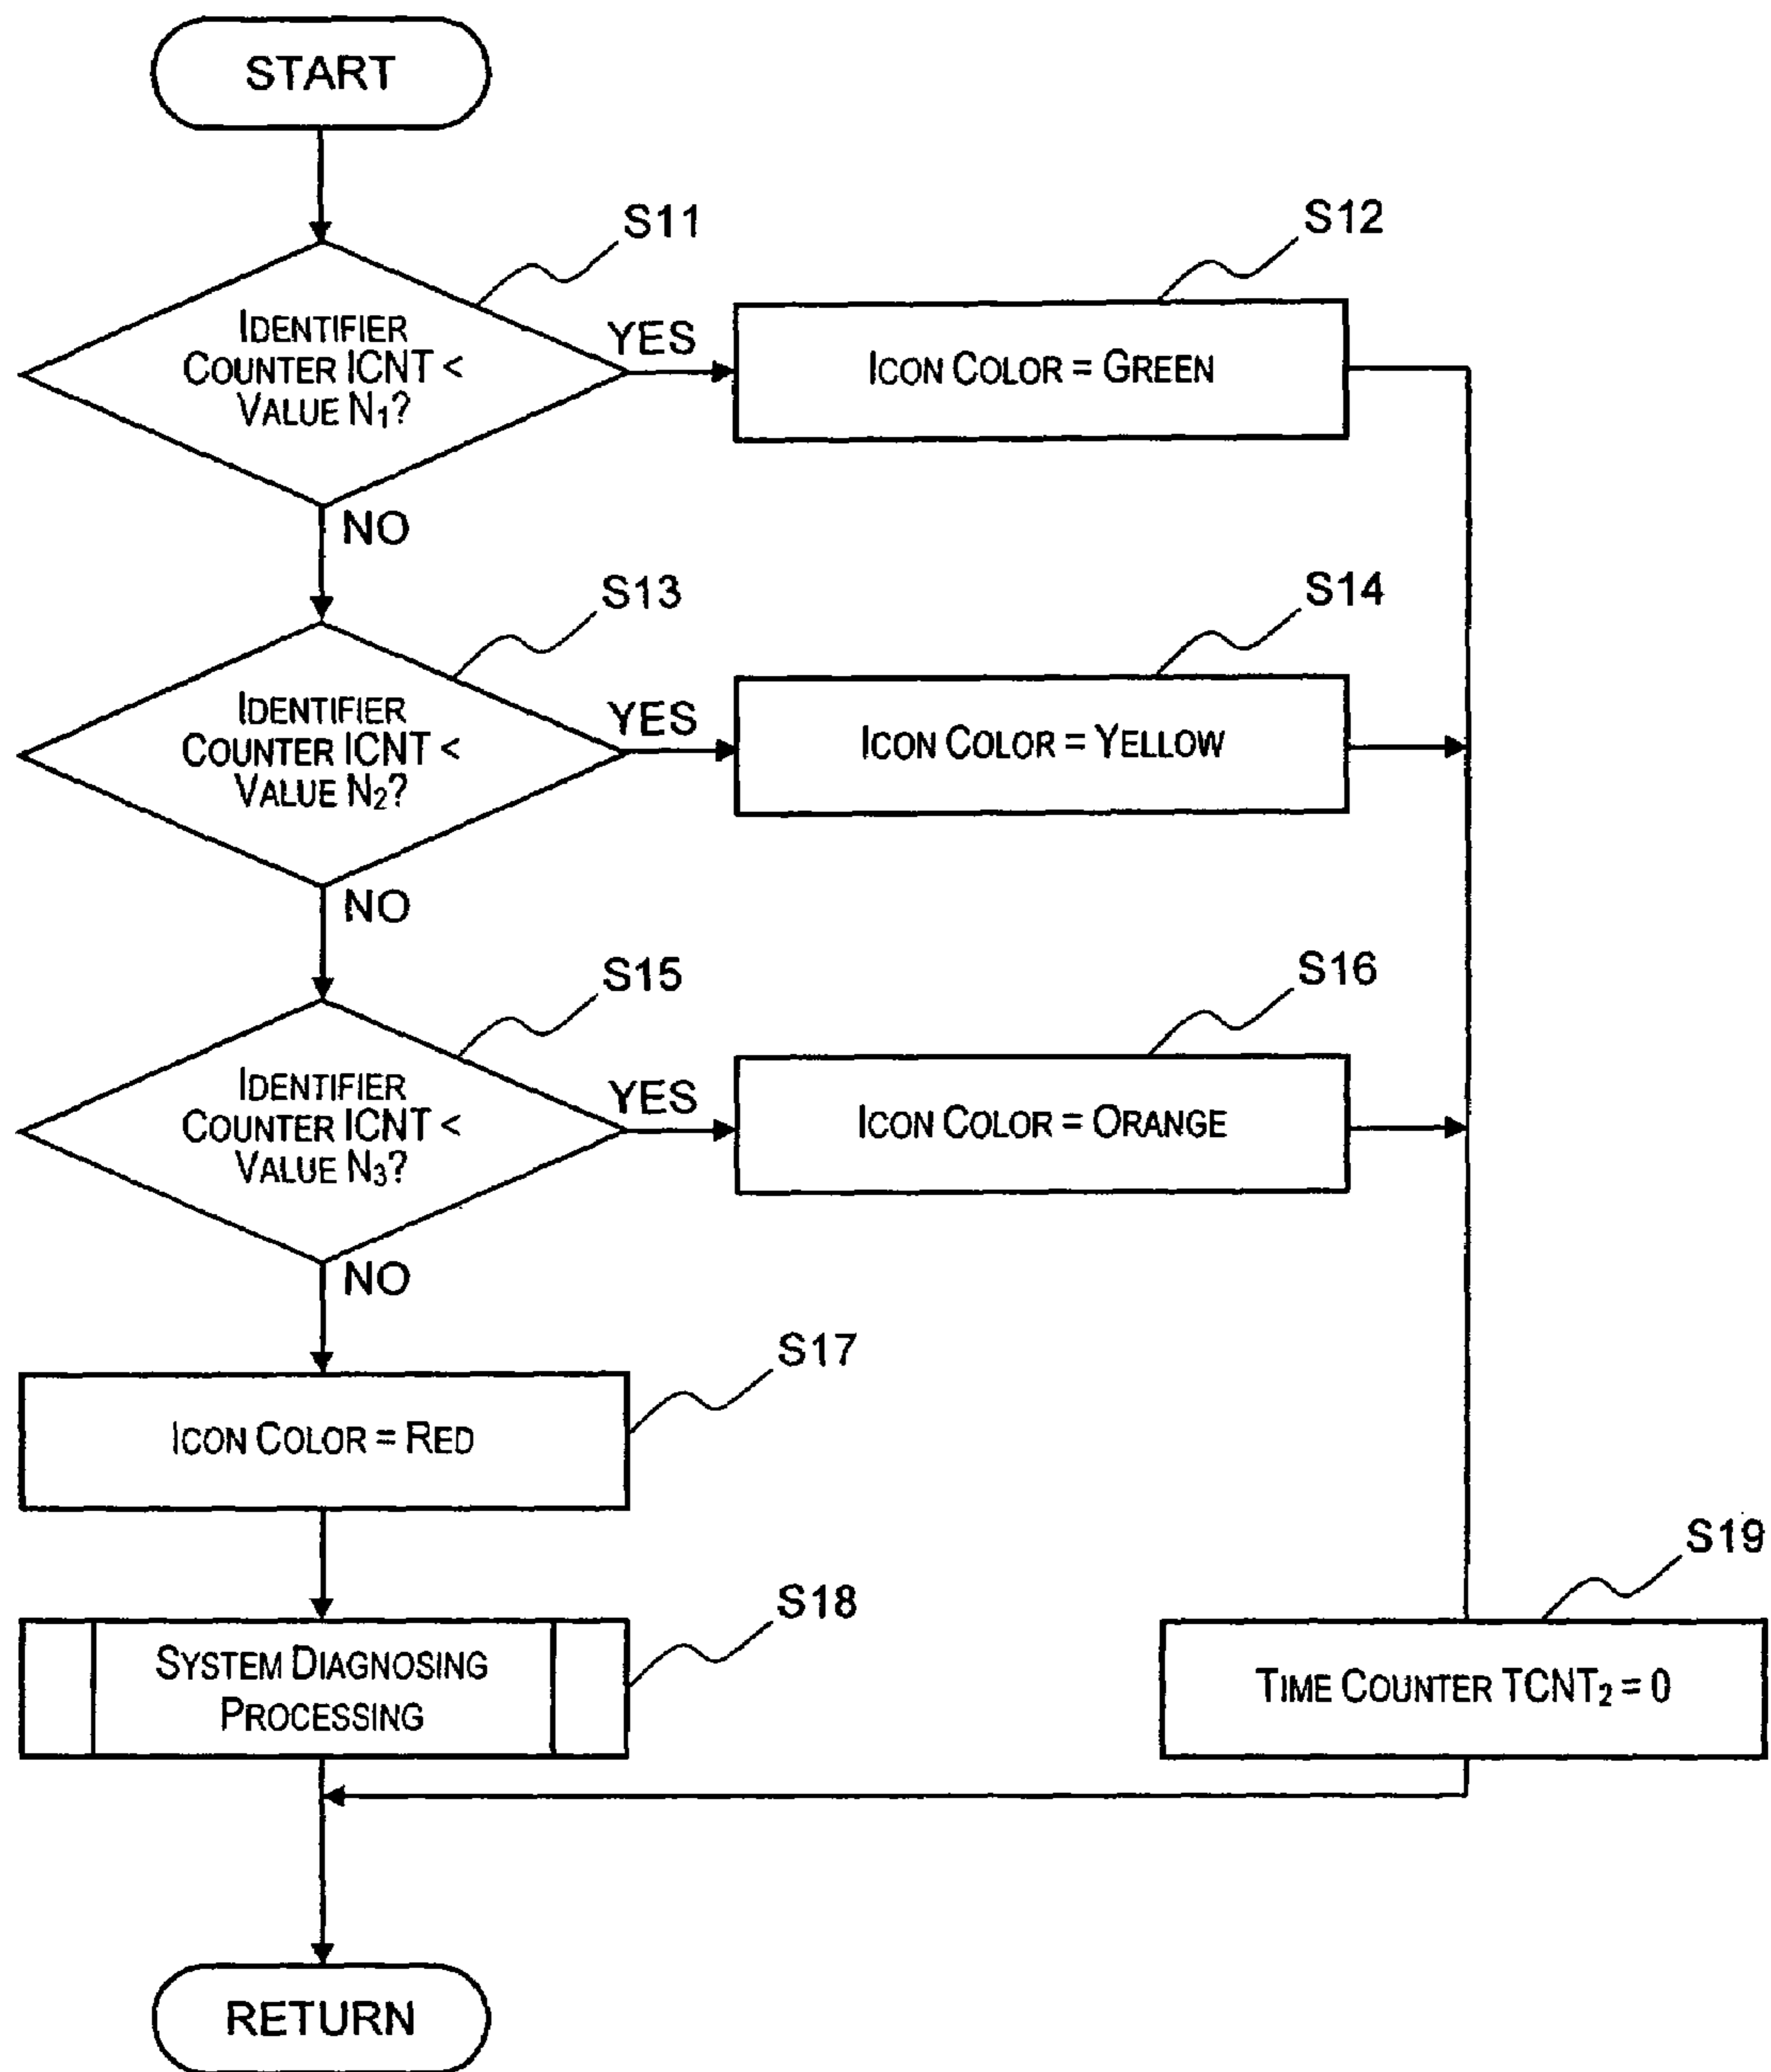 START
S11
IDENTIFIER
COUNTER ICNT <
VALUE N₁?
YES
S12
ICON COLOR = GREEN
NO
S13
IDENTIFIER
COUNTER ICNT <
VALUE N₂?
YES
S14
ICON COLOR = YELLOW
NO
S15
IDENTIFIER
COUNTER ICNT <
VALUE N₃?
YES
S16
ICON COLOR = ORANGE
NO
S17
ICON COLOR = RED
S18
SYSTEM DIAGNOSING
PROCESSING
S19
TIME COUNTER TCNT₂ = 0
RETURN